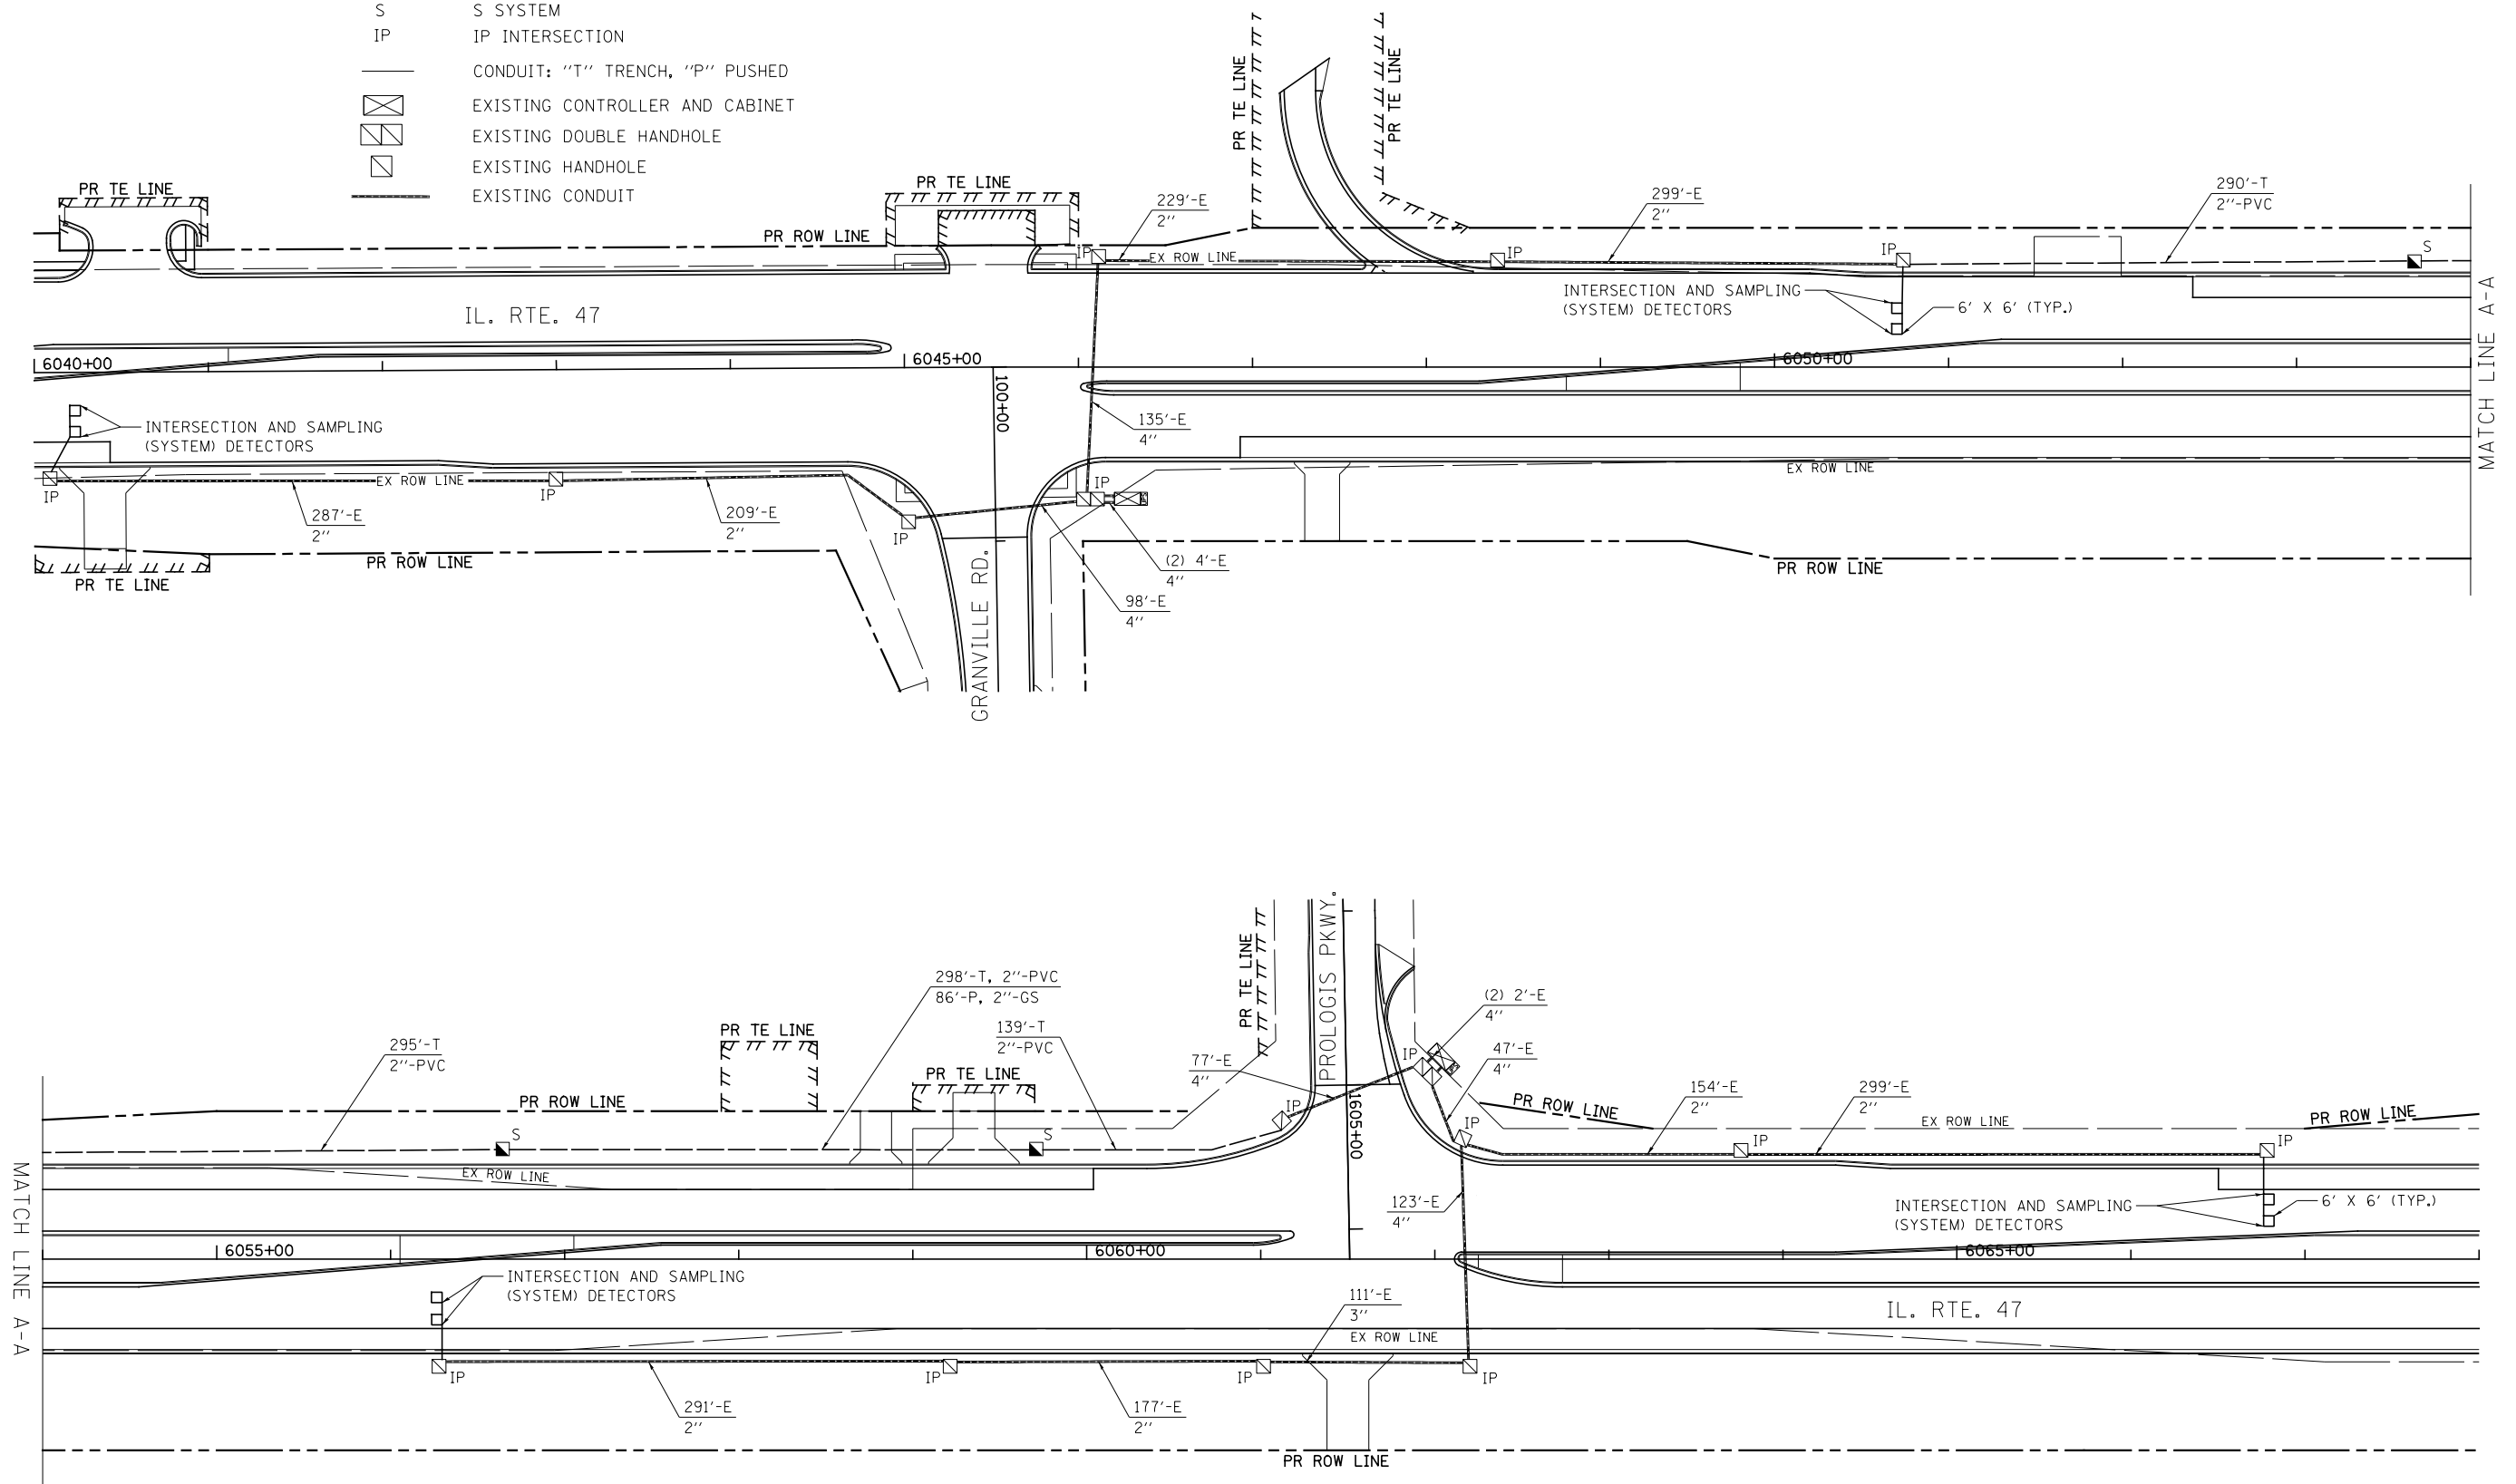 S S SYSTEM
IP IP INTERSECTION
CONDUIT: "T" TRENCH, "P" PUSHED
EXISTING CONTROLLER AND CABINET
EXISTING DOUBLE HANDHOLE
EXISTING HANDHOLE
EXISTING CONDUIT
PR TE LINE
PR TE LINE
PR TE LINE
PR TE LINE
229'-E
2"
299'-E
2"
290'-T
2"-PVC
PR ROW LINE
IP
EX ROW LINE
IP
IP
S
IL. RTE. 47
INTERSECTION AND SAMPLING
(SYSTEM) DETECTORS
6' X 6' (TYP.)
MATCH LINE A-A
6040+00
6045+00
6050+00
100+00
INTERSECTION AND SAMPLING
(SYSTEM) DETECTORS
135'-E
4"
EX ROW LINE
EX ROW LINE
IP
IP
IP
IP
287'-E
2"
209'-E
2"
(2) 4'-E
4"
98'-E
4"
PR TE LINE
PR ROW LINE
PR ROW LINE
GRANVILLE RD.
PROLOGIS PKWY.
PR TE LINE
298'-T, 2"-PVC
86'-P, 2"-GS
(2) 2'-E
4"
139'-T
2"-PVC
295'-T
2"-PVC
PR TE LINE
PR TE LINE
77'-E
4"
IP
47'-E
4"
154'-E
2"
299'-E
2"
PR ROW LINE
PR ROW LINE
PR ROW LINE
EX ROW LINE
IP
IP
IP
IP
S
S
1605+00
EX ROW LINE
123'-E
4"
INTERSECTION AND SAMPLING
(SYSTEM) DETECTORS
6' X 6' (TYP.)
MATCH LINE A-A
6055+00
6060+00
6065+00
INTERSECTION AND SAMPLING
(SYSTEM) DETECTORS
111'-E
3"
IL. RTE. 47
EX ROW LINE
IP
IP
IP
IP
291'-E
2"
177'-E
2"
PR ROW LINE